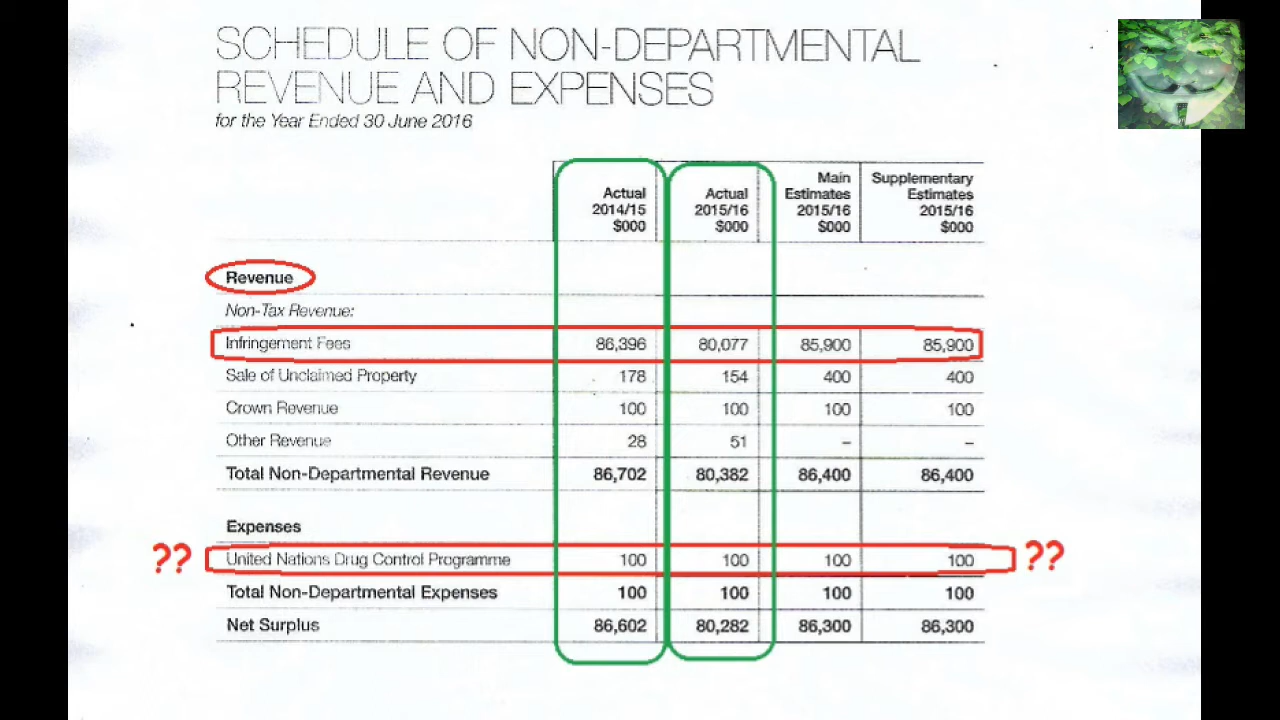 SCHEDULE OF NON-DEPARTMENTAL
REVENUE AND EXPENSES
for the Year Ended 30 June 2016
Actual 2014/15 $000 Actual 2015/16 $000 Main Estimates 2015/16 $000 Supplementary Estimates 2015/16 $000
Revenue
Non-Tax Revenue:
Infringement Fees 86,396 80,077 85,900 85,900
Sale of Unclaimed Property 178 154 400 400
Crown Revenue 100 100 100 100
Other Revenue 28 51 – –
Total Non-Departmental Revenue 86,702 80,382 86,400 86,400
Expenses
?? United Nations Drug Control Programme 100 100 100 100 ??
Total Non-Departmental Expenses 100 100 100 100
Net Surplus 86,602 80,282 86,300 86,300